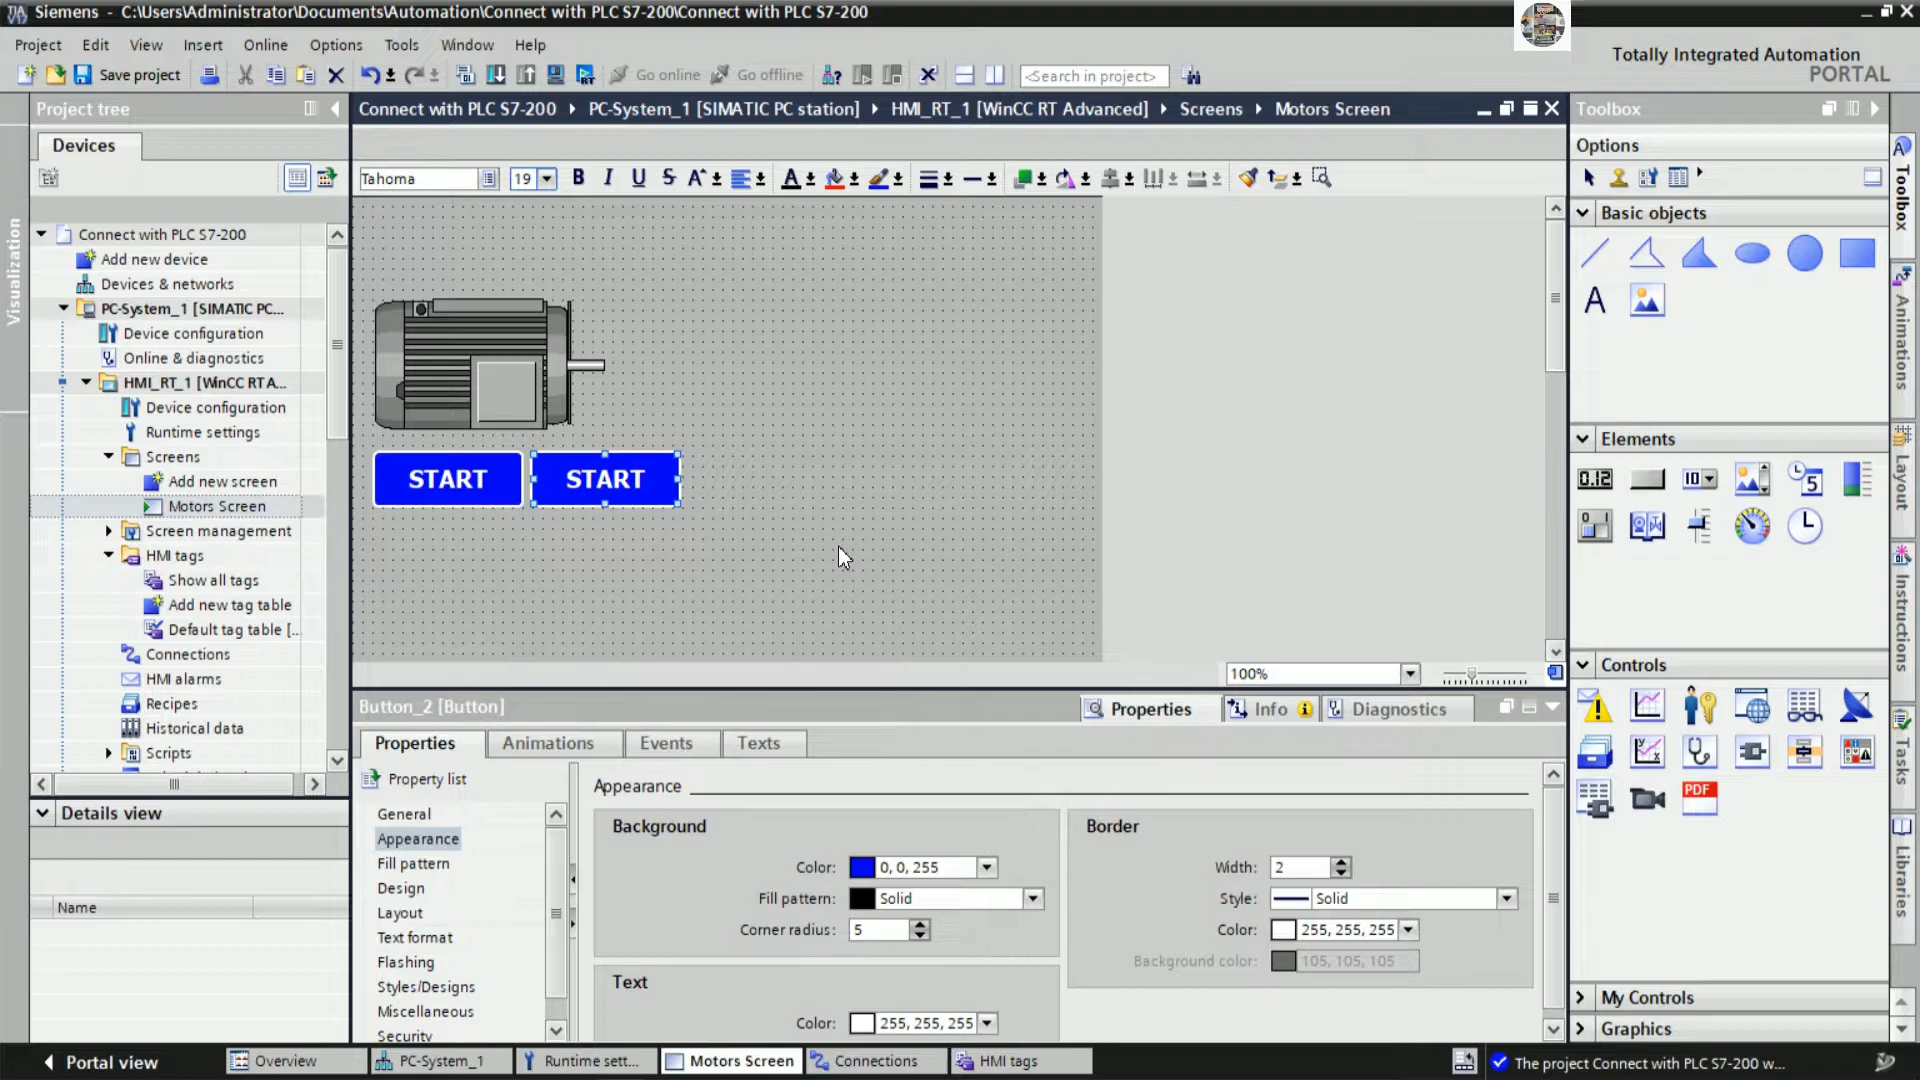 Siemens - C:\Users\Administrator\Documents\Automation\Connect with PLC S7-200\Connect with PLC S7-200
Project Edit View Insert Online Options Tools Window Help
Totally Integrated Automation
PORTAL
Save project
Go online
Go offline
<Search in project>
Project tree
Connect with PLC S7-200
PC-System_1 [SIMATIC PC station]
HMI_RT_1 [WinCC RT Advanced]
Screens
Motors Screen
Toolbox
Devices
Options
Tahoma
19
B I U S A
A
Visualization
Connect with PLC S7-200
Add new device
Devices & networks
PC-System_1 [SIMATIC PC...
Device configuration
Online & diagnostics
HMI_RT_1 [WinCC RT A...
Device configuration
Runtime settings
Screens
Add new screen
Motors Screen
Screen management
HMI tags
Show all tags
Add new tag table
Default tag table [...
Connections
HMI alarms
Recipes
Historical data
Scripts
START
START
100%
Basic objects
A
Elements
0.12
10
5
0 1
Controls
PDF
My Controls
Graphics
Toolbox
Animations
Layout
Instructions
Tasks
Libraries
Details view
Name
Button_2 [Button]
Properties
Info
Diagnostics
Properties
Animations
Events
Texts
Property list
General
Appearance
Fill pattern
Design
Layout
Text format
Flashing
Styles/Designs
Miscellaneous
Security
Appearance
Background
Color: 0, 0, 255
Fill pattern: Solid
Corner radius: 5
Text
Color: 255, 255, 255
Border
Width: 2
Style: Solid
Color: 255, 255, 255
Background color: 105, 105, 105
Portal view
Overview
PC-System_1
Runtime sett...
Motors Screen
Connections
HMI tags
The project Connect with PLC S7-200 w...